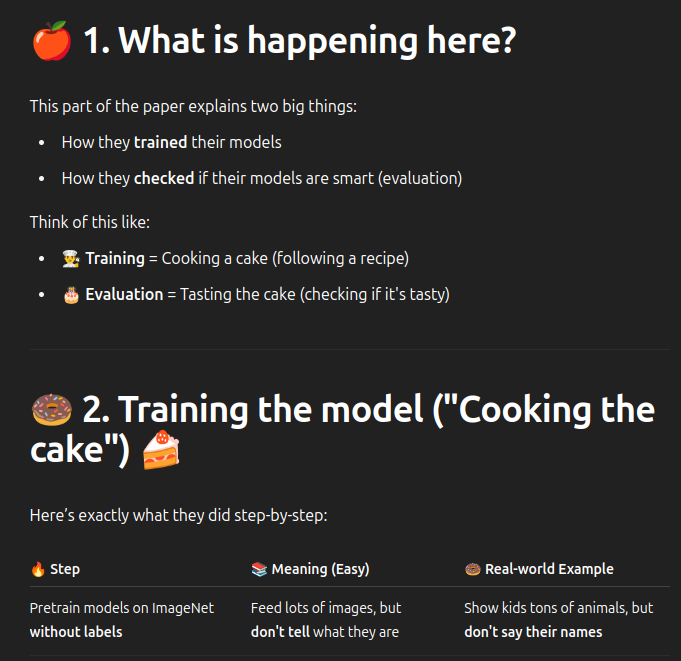 🍎 1. What is happening here?
This part of the paper explains two big things:
• How they trained their models
• How they checked if their models are smart (evaluation)
Think of this like:
• 👨‍🍳 Training = Cooking a cake (following a recipe)
• 🎂 Evaluation = Tasting the cake (checking if it's tasty)
🍩 2. Training the model ("Cooking the
cake") 🍰
Here’s exactly what they did step-by-step:
🔥 Step 📚 Meaning (Easy) 🍩 Real-world Example
Pretrain models on ImageNet Feed lots of images, but Show kids tons of animals, but
without labels don't tell what they are don't say their names